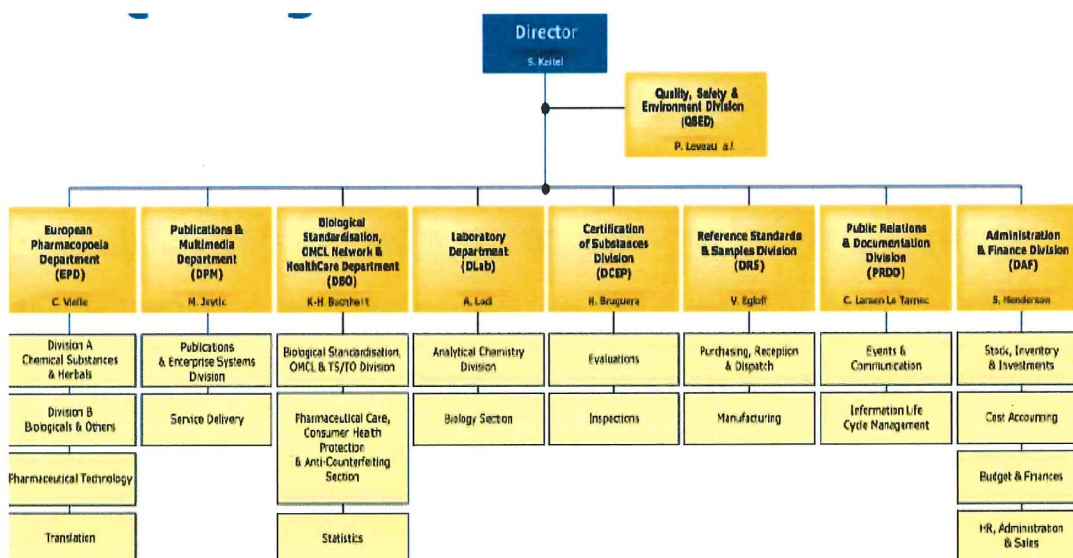 Director
S. Keitel
Quality, Safety &
Environment Division
(QSED)
P. Leveau a.i.
European
Pharmacopoeia
Department
(EPD)
C. Vielle
Publications &
Multimedia
Department
(DPM)
M. Jevtic
Biological
Standardisation,
OMCL Network &
HealthCare Department
(DBO)
K-H. Buchheit
Laboratory
Department
(DLab)
A. Lodi
Certification
of Substances
Division
(DCEP)
H. Bruguera
Reference Standards
& Samples Division
(DRS)
V. Egloff
Public Relations
& Documentation
Division
(PRDD)
C. Larsen Le Tarnec
Administration
& Finance Division
(DAF)
S. Henderson
Division A
Chemical Substances
& Herbals
Division B
Biologicals & Others
Pharmaceutical Technology
Translation
Publications
& Enterprise Systems
Division
Service Delivery
Biological Standardisation,
OMCL & TS/TO Division
Pharmaceutical Care,
Consumer Health
Protection
& Anti-Counterfeiting
Section
Statistics
Analytical Chemistry
Division
Biology Section
Evaluations
Inspections
Purchasing, Reception
& Dispatch
Manufacturing
Events &
Communication
Information Life
Cycle Management
Stock, Inventory
& Investments
Cost Accounting
Budget & Finances
HR, Administration
& Sales